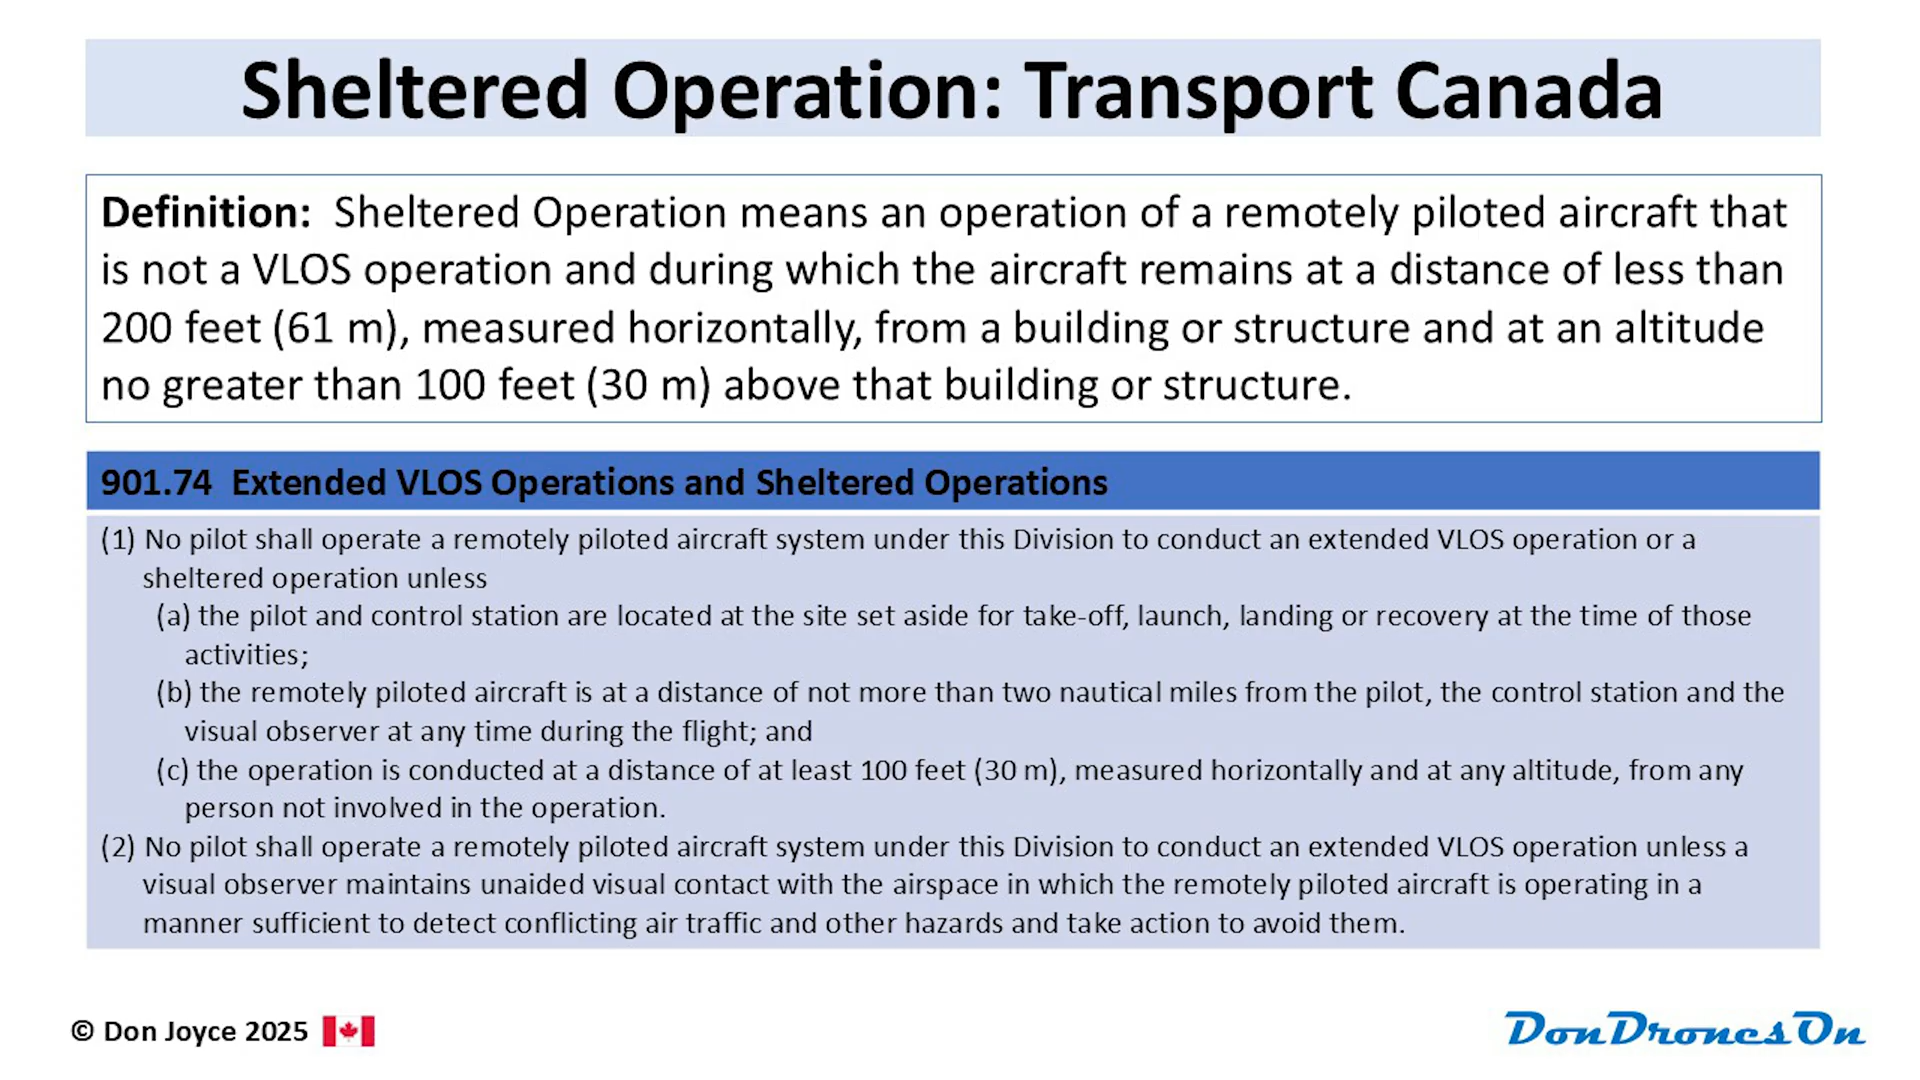 Sheltered Operation: Transport Canada
Definition: Sheltered Operation means an operation of a remotely piloted aircraft that
is not a VLOS operation and during which the aircraft remains at a distance of less than
200 feet (61 m), measured horizontally, from a building or structure and at an altitude
no greater than 100 feet (30 m) above that building or structure.
901.74 Extended VLOS Operations and Sheltered Operations
(1) No pilot shall operate a remotely piloted aircraft system under this Division to conduct an extended VLOS operation or a
sheltered operation unless
(a) the pilot and control station are located at the site set aside for take-off, launch, landing or recovery at the time of those
activities;
(b) the remotely piloted aircraft is at a distance of not more than two nautical miles from the pilot, the control station and the
visual observer at any time during the flight; and
(c) the operation is conducted at a distance of at least 100 feet (30 m), measured horizontally and at any altitude, from any
person not involved in the operation.
(2) No pilot shall operate a remotely piloted aircraft system under this Division to conduct an extended VLOS operation unless a
visual observer maintains unaided visual contact with the airspace in which the remotely piloted aircraft is operating in a
manner sufficient to detect conflicting air traffic and other hazards and take action to avoid them.
© Don Joyce 2025
DonDronesOn